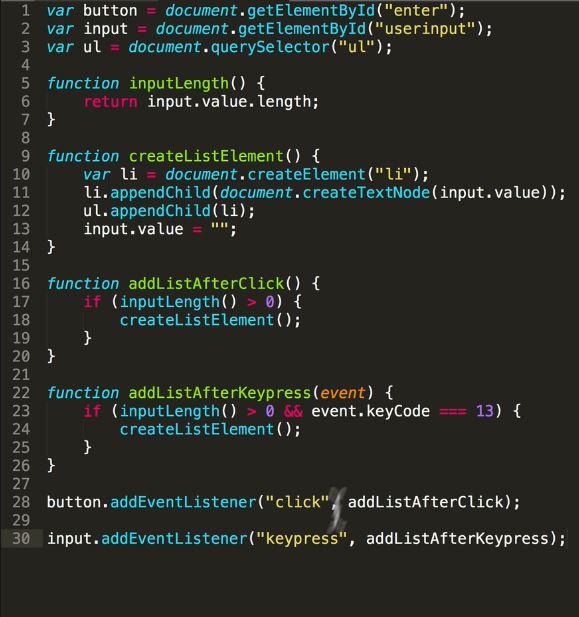 1 var button = document.getElementById("enter");
2 var input = document.getElementById("userinput");
3 var ul = document.querySelector("ul");
4
5 function inputLength() {
6     return input.value.length;
7 }
8
9 function createListElement() {
10     var li = document.createElement("li");
11     li.appendChild(document.createTextNode(input.value));
12     ul.appendChild(li);
13     input.value = "";
14 }
15
16 function addListAfterClick() {
17     if (inputLength() > 0) {
18         createListElement();
19     }
20 }
21
22 function addListAfterKeypress(event) {
23     if (inputLength() > 0 && event.keyCode === 13) {
24         createListElement();
25     }
26 }
27
28 button.addEventListener("click", addListAfterClick);
29
30 input.addEventListener("keypress", addListAfterKeypress);